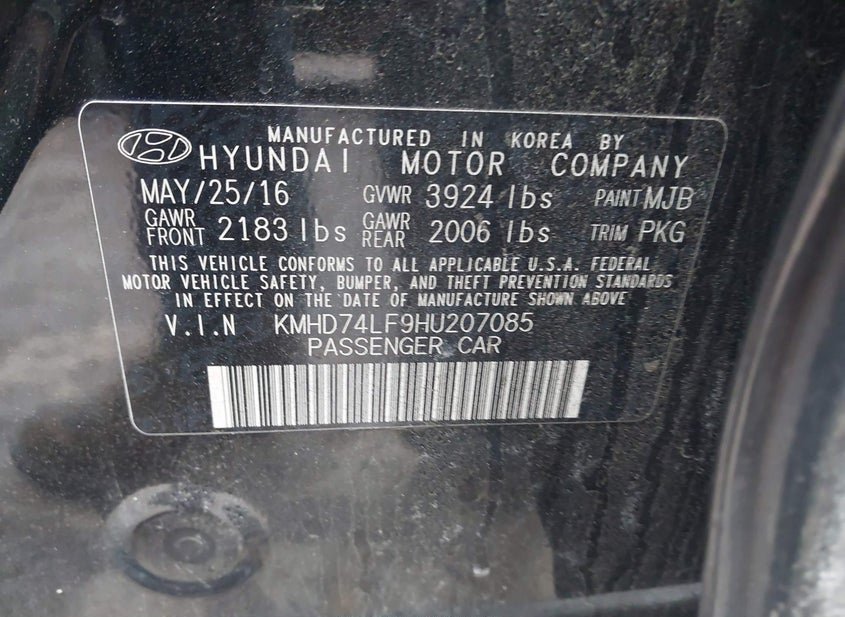 MANUFACTURED IN KOREA BY
HYUNDAI MOTOR COMPANY
MAY/25/16 GVWR 3924 lbs PAINT MJB
GAWR FRONT 2183 lbs GAWR REAR 2006 lbs TRIM PKG
THIS VEHICLE CONFORMS TO ALL APPLICABLE U.S.A. FEDERAL
MOTOR VEHICLE SAFETY, BUMPER, AND THEFT PREVENTION STANDARDS
IN EFFECT ON THE DATE OF MANUFACTURE SHOWN ABOVE
V.I.N KMHD74LF9HU207085
PASSENGER CAR